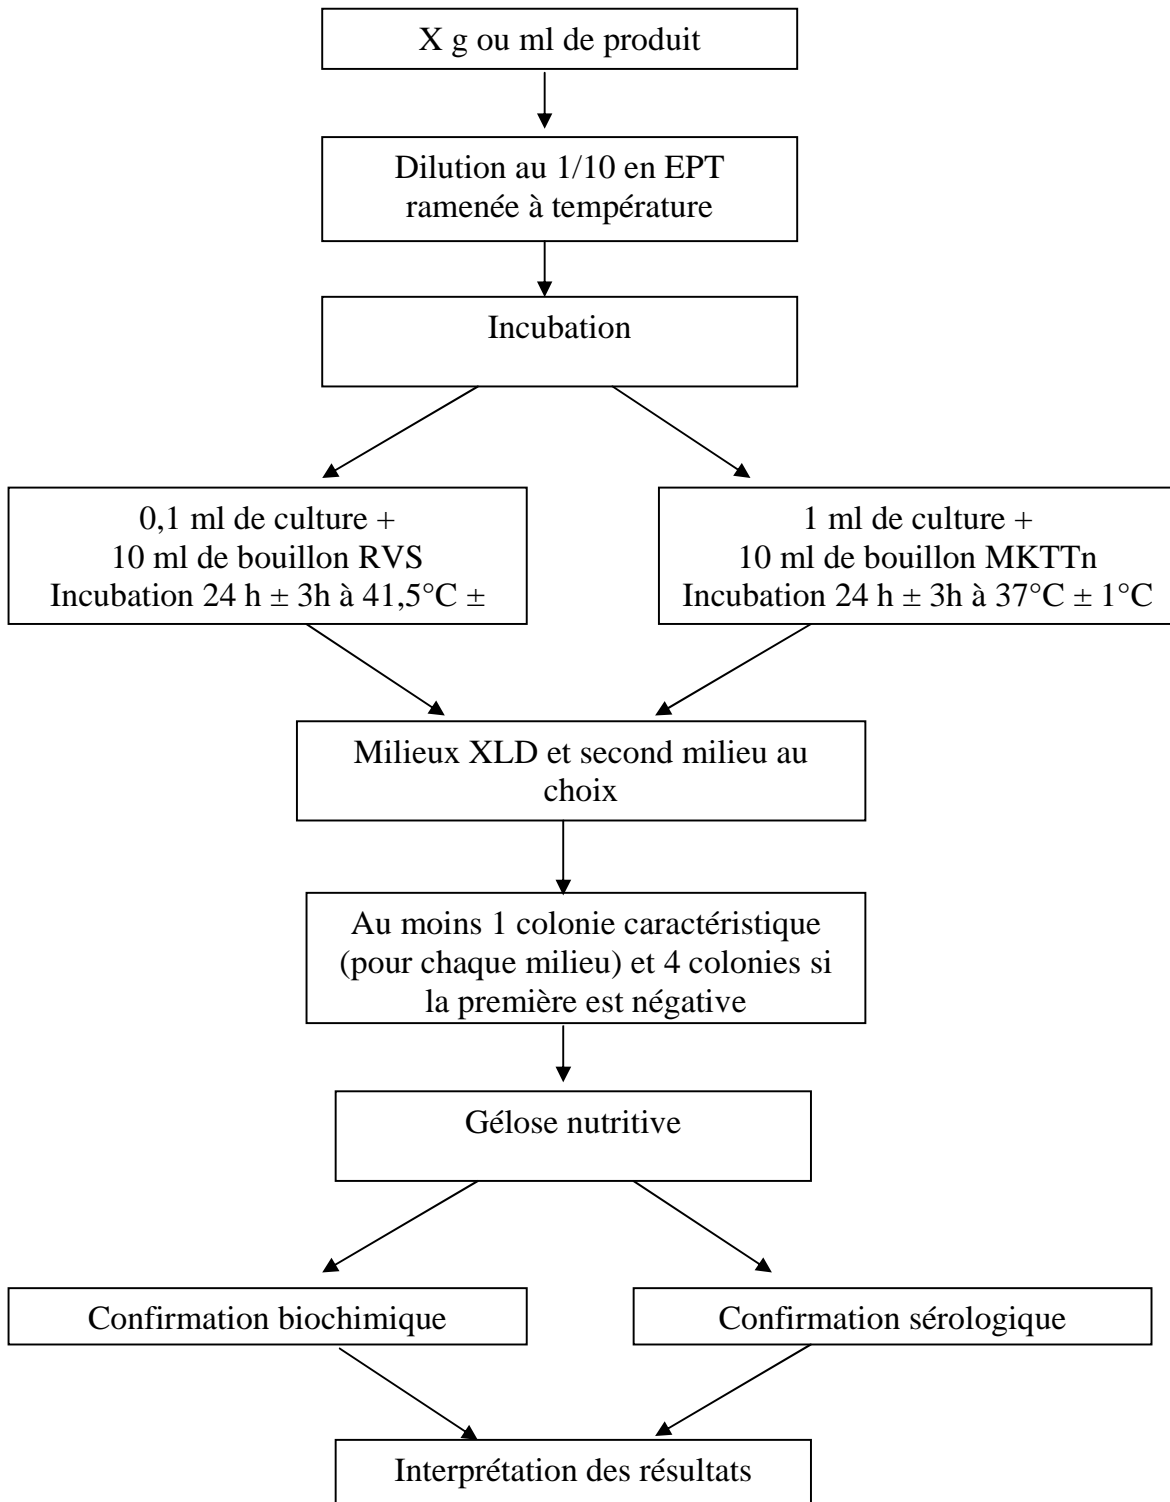 X g ou ml de produit
Dilution au 1/10 en EPT
ramenée à température
Incubation
0,1 ml de culture +
10 ml de bouillon RVS
Incubation 24 h ± 3h à 41,5°C ±
1 ml de culture +
10 ml de bouillon MKTTn
Incubation 24 h ± 3h à 37°C ± 1°C
Milieux XLD et second milieu au
choix
Au moins 1 colonie caractéristique
(pour chaque milieu) et 4 colonies si
la première est négative
Gélose nutritive
Confirmation biochimique
Confirmation sérologique
Interprétation des résultats